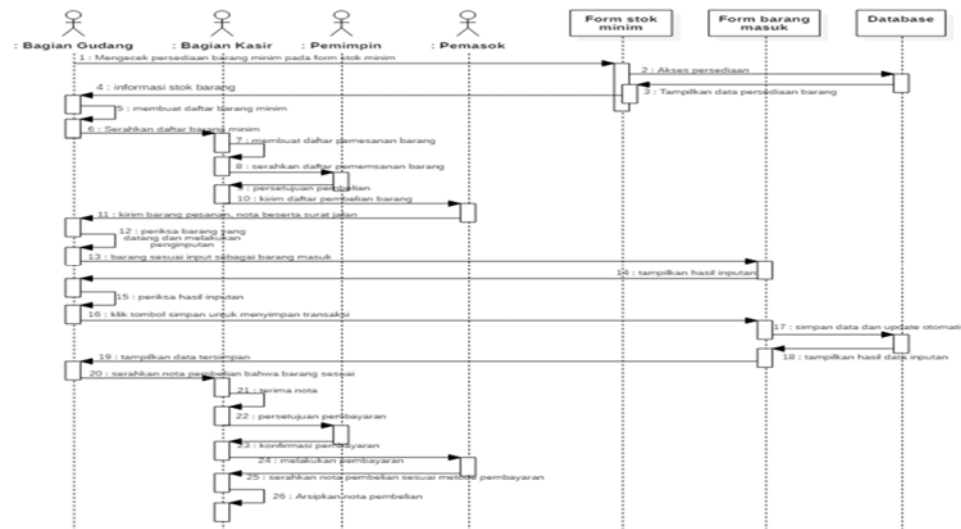 Form stok
minim
Form barang
masuk
Database
: Bagian Gudang
: Bagian Kasir
: Pemimpin
: Pemasok
1 : Mengecek persediaan barang minim pada form stok minim
2 : Akses persediaan
3 : Tampilkan data persediaan barang
4 : informasi stok barang
5 : membuat daftar barang minim
6 : Serahkan daftar barang minim
7 : membuat daftar pemesanan barang
8 : serahkan daftar pememsanan barang
9 : persetujuan pembelian
10 : kirim daftar pembelian barang
11 : kirim barang pesanan, nota beserta surat jalan
12 : periksa barang yang
datang dan melakukan
penginputan
13 : barang sesuai input sebagai barang masuk
14 : tampilkan hasil inputan
15 : periksa hasil inputan
16 : klik tombol simpan untuk menyimpan transaksi
17 : simpan data dan update otomati
18 : tampilkan hasil data inputan
19 : tampilkan data tersimpan
20 : serahkan nota pembelian bahwa barang sesuai
21 : terima nota
22 : persetujuan pembayaran
23 : konfirmasi pembayaran
24 : melakukan pembayaran
25 : serahkan nota pembelian sesuai metode pembayaran
26 : Arsipkan nota pembelian